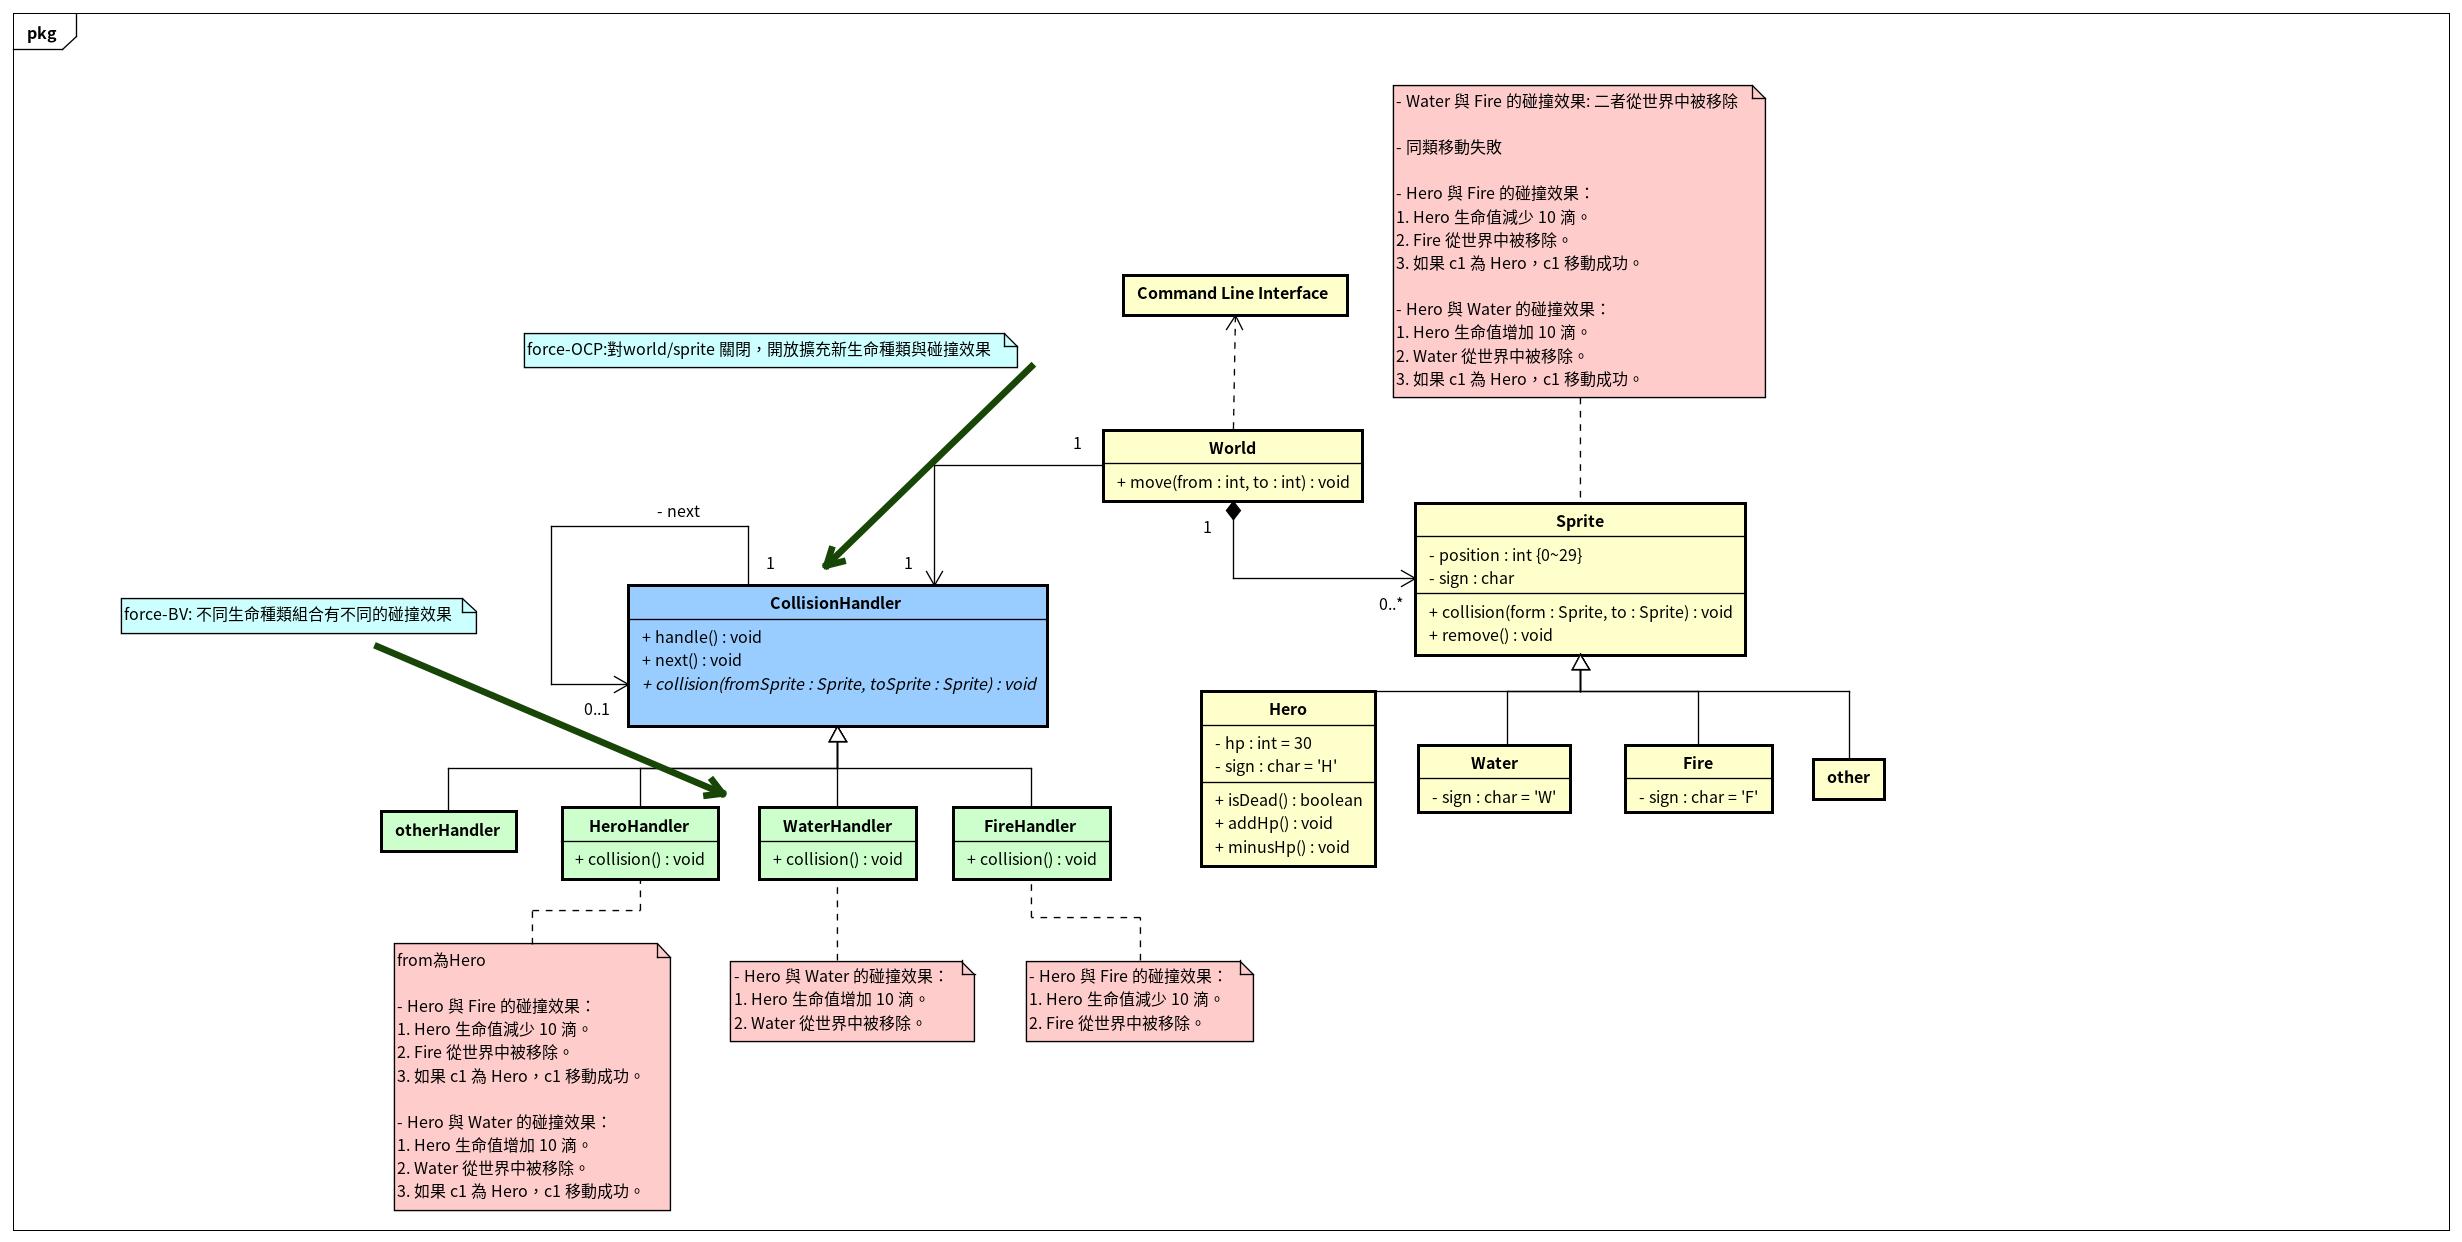 pkg
- Water 與 Fire 的碰撞效果: 二者從世界中被移除
- 同類移動失敗
- Hero 與 Fire 的碰撞效果：
1. Hero 生命值減少 10 滴。
2. Fire 從世界中被移除。
3. 如果 c1 為 Hero，c1 移動成功。
- Hero 與 Water 的碰撞效果：
1. Hero 生命值增加 10 滴。
2. Water 從世界中被移除。
3. 如果 c1 為 Hero，c1 移動成功。
Command Line Interface
force-OCP:對world/sprite 關閉，開放擴充新生命種類與碰撞效果
World
+ move(from : int, to : int) : void
1
1
1
0..*
- next
1
0..1
Sprite
- position : int {0~29}
- sign : char
+ collision(form : Sprite, to : Sprite) : void
+ remove() : void
force-BV: 不同生命種類組合有不同的碰撞效果
CollisionHandler
+ handle() : void
+ next() : void
+ collision(fromSprite : Sprite, toSprite : Sprite) : void
Hero
- hp : int = 30
- sign : char = 'H'
+ isDead() : boolean
+ addHp() : void
+ minusHp() : void
Water
- sign : char = 'W'
Fire
- sign : char = 'F'
other
otherHandler
HeroHandler
+ collision() : void
WaterHandler
+ collision() : void
FireHandler
+ collision() : void
from為Hero
- Hero 與 Fire 的碰撞效果：
1. Hero 生命值減少 10 滴。
2. Fire 從世界中被移除。
3. 如果 c1 為 Hero，c1 移動成功。
- Hero 與 Water 的碰撞效果：
1. Hero 生命值增加 10 滴。
2. Water 從世界中被移除。
3. 如果 c1 為 Hero，c1 移動成功。
- Hero 與 Water 的碰撞效果：
1. Hero 生命值增加 10 滴。
2. Water 從世界中被移除。
- Hero 與 Fire 的碰撞效果：
1. Hero 生命值減少 10 滴。
2. Fire 從世界中被移除。